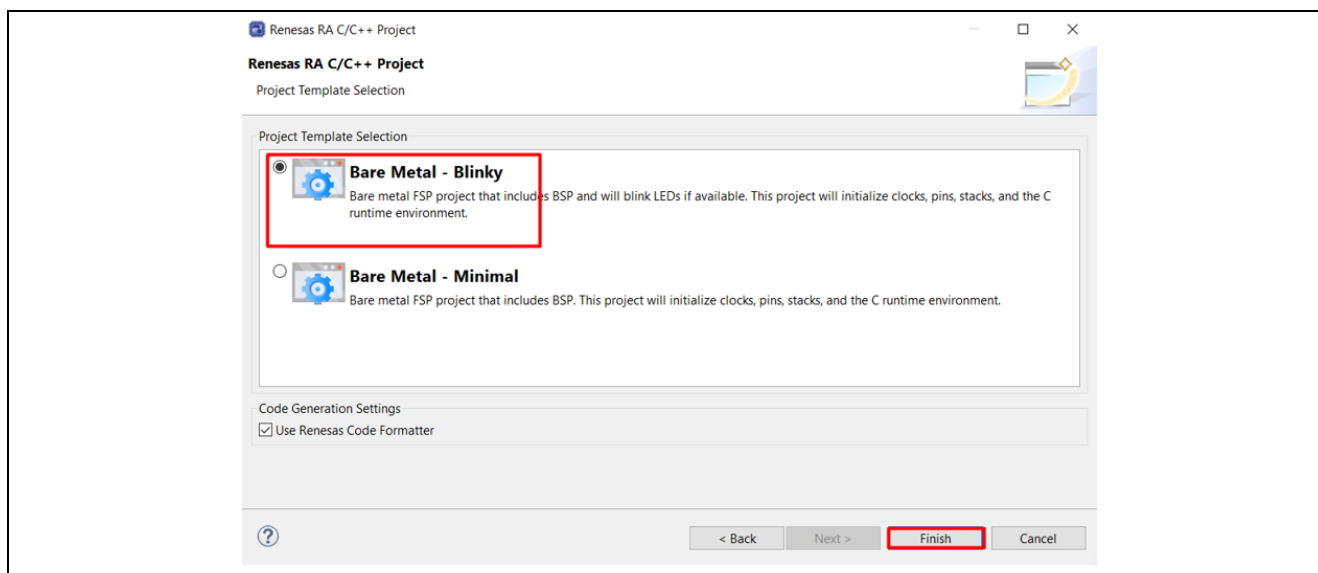 Renesas RA C/C++ Project
Renesas RA C/C++ Project
Project Template Selection
Project Template Selection
Bare Metal - Blinky
Bare metal FSP project that includes BSP and will blink LEDs if available. This project will initialize clocks, pins, stacks, and the C
runtime environment.
Bare Metal - Minimal
Bare metal FSP project that includes BSP. This project will initialize clocks, pins, stacks, and the C runtime environment.
Code Generation Settings
Use Renesas Code Formatter
? < Back Next > Finish Cancel